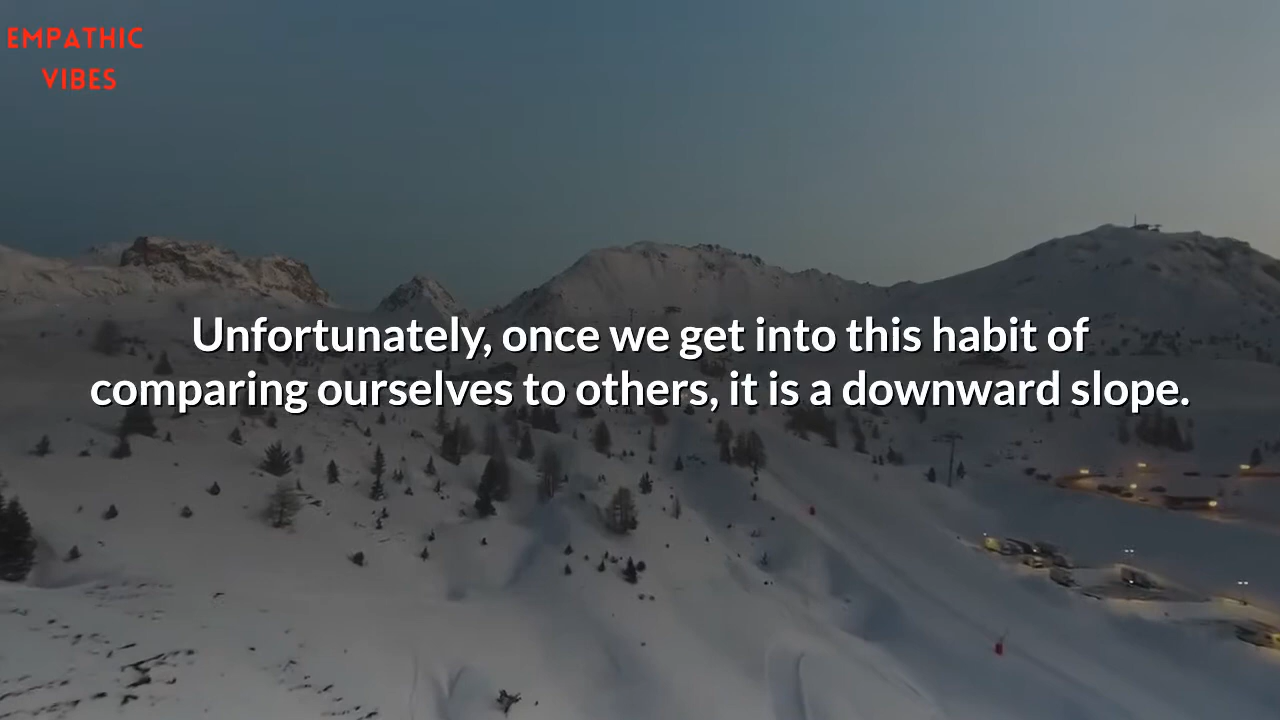 EMPATHIC
VIBES
Unfortunately, once we get into this habit of
comparing ourselves to others, it is a downward slope.